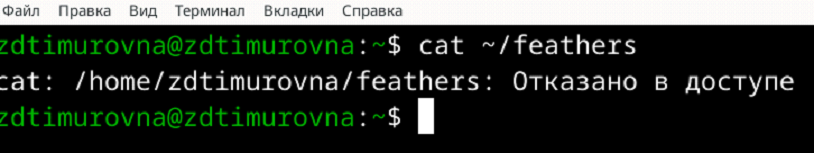 Файл Правка Вид Терминал Вкладки Справка
zdtimurovna@zdtimurovna:~$ cat ~/feathers
cat: /home/zdtimurovna/feathers: Отказано в доступе
zdtimurovna@zdtimurovna:~$